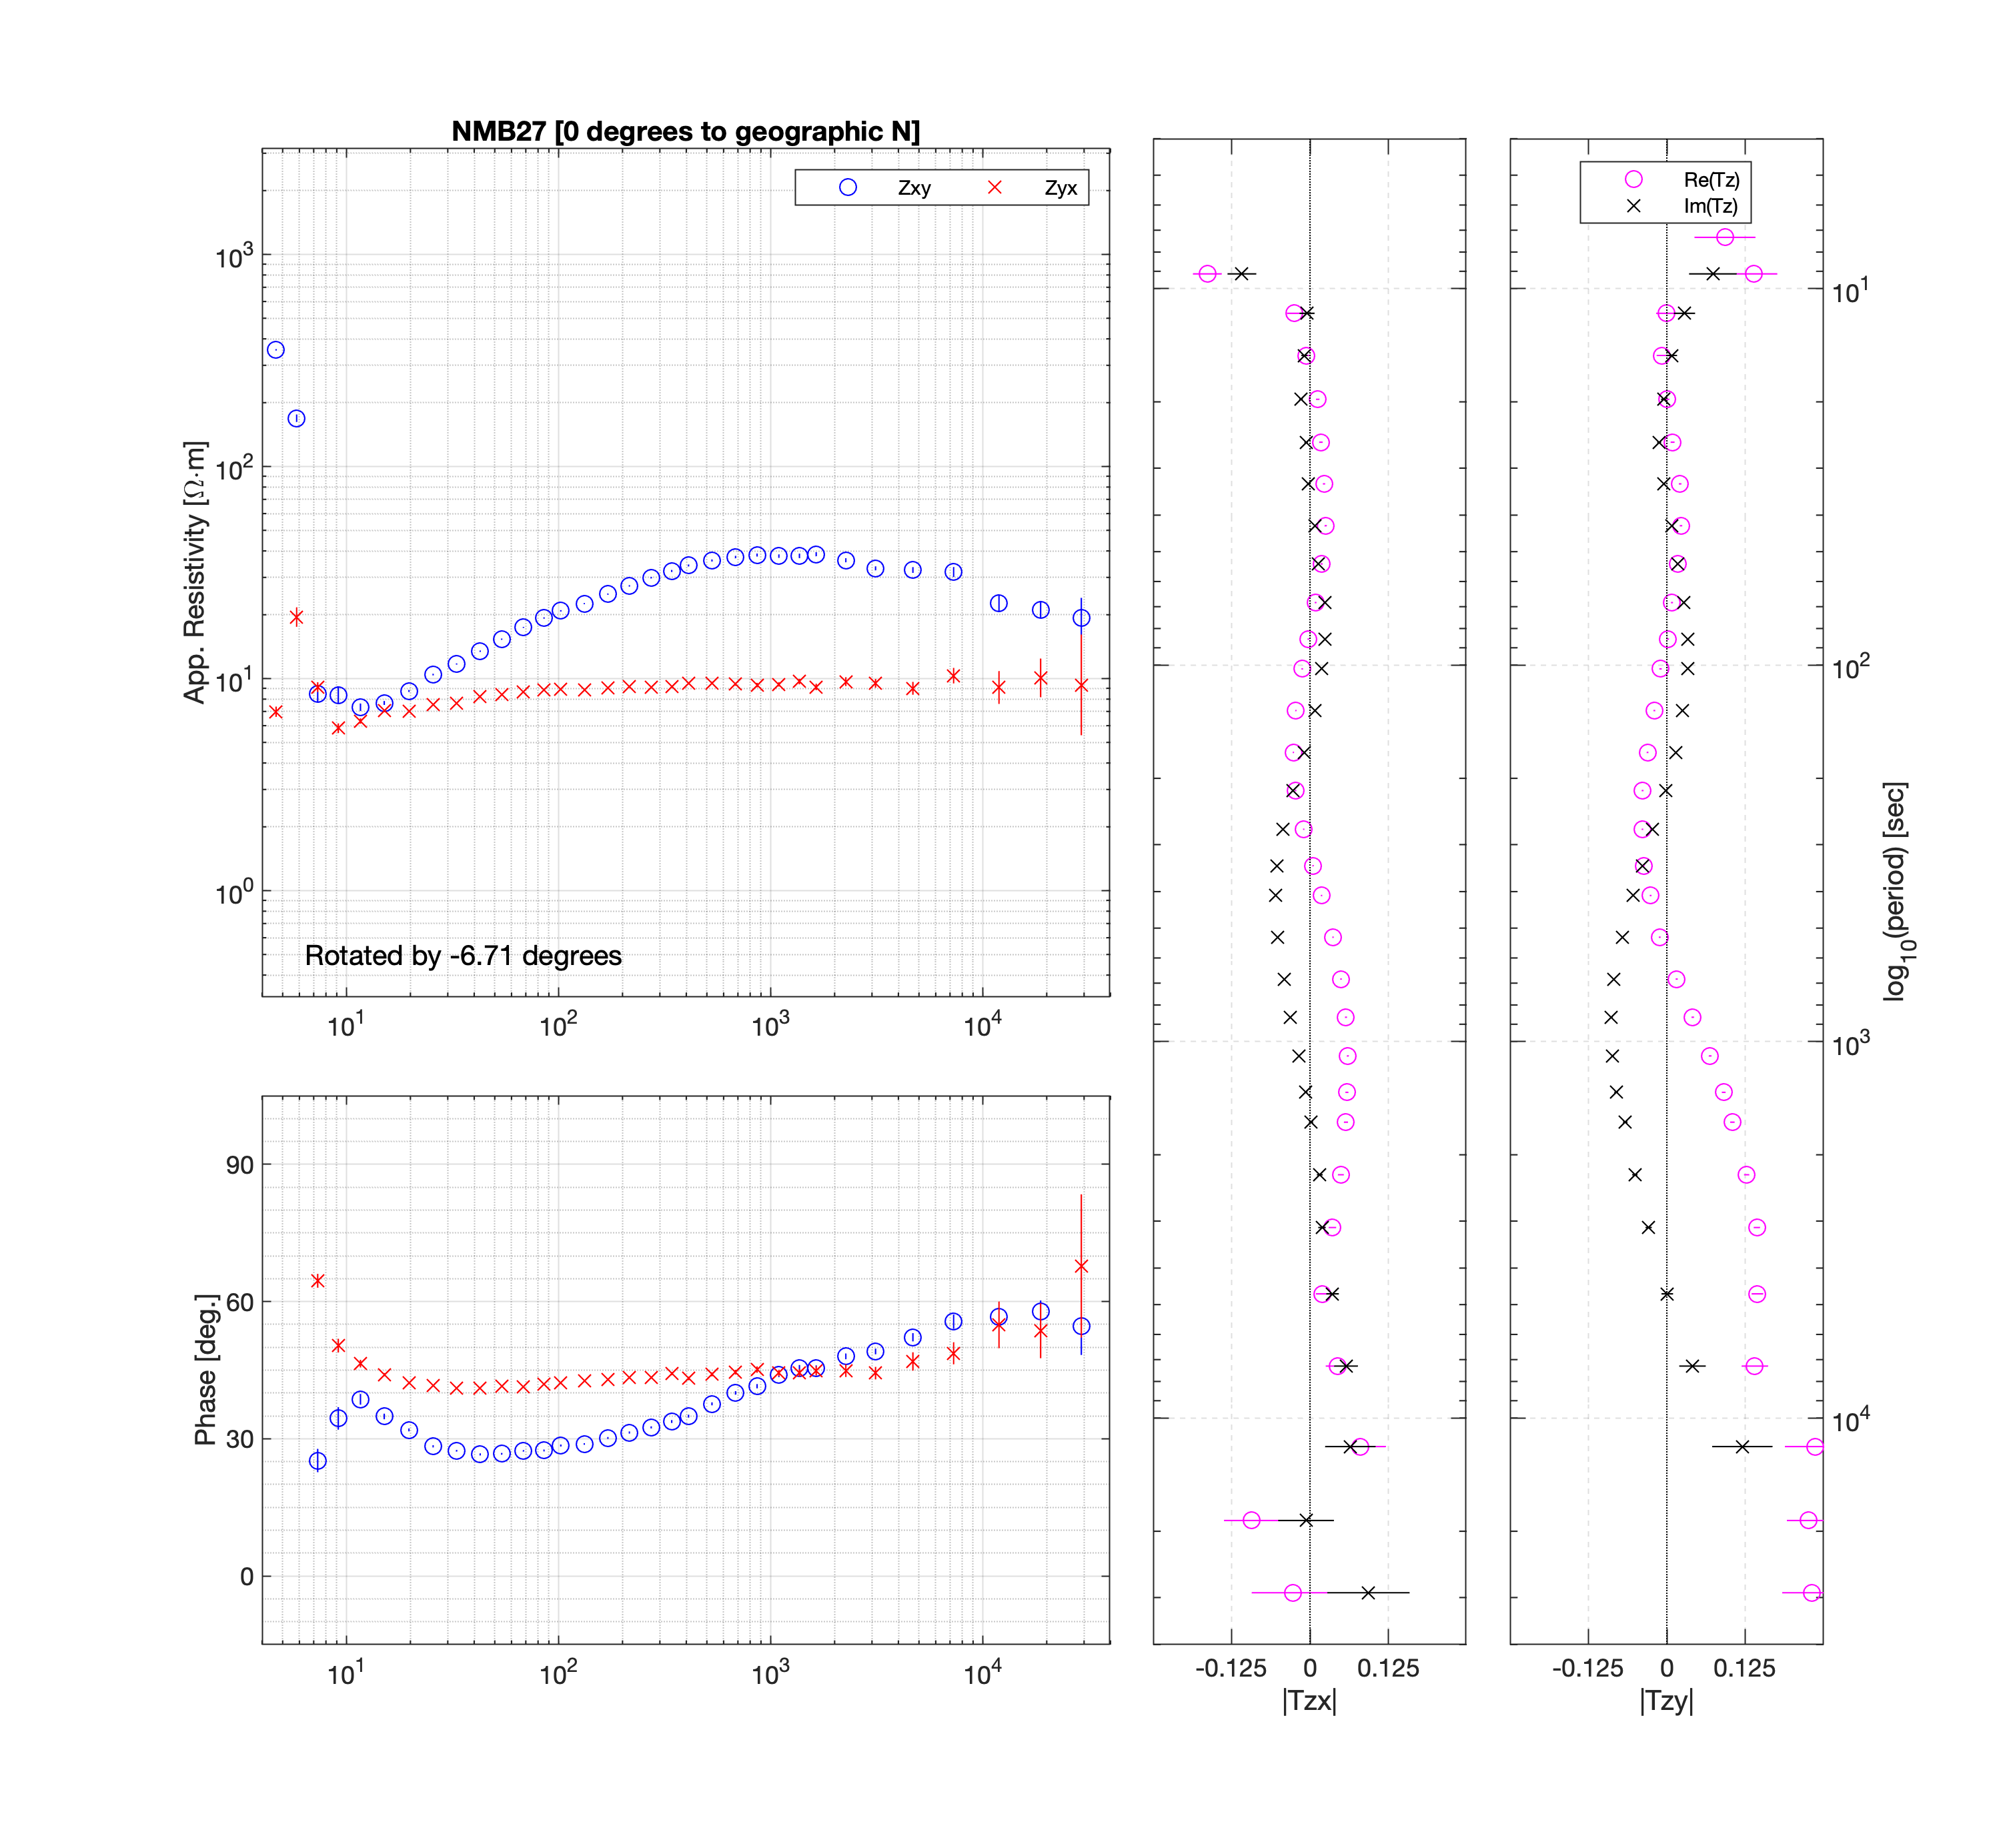 NMB27 [0 degrees to geographic N]
Zxy Zyx
App. Resistivity [Ω·m]
10³
10²
10¹
10⁰
Rotated by -6.71 degrees
10¹ 10² 10³ 10⁴
Phase [deg.]
90
60
30
0
10¹ 10² 10³ 10⁴
-0.125 0 0.125
|Tzx|
Re(Tz)
Im(Tz)
10¹
10²
10³
10⁴
log₁₀(period) [sec]
-0.125 0 0.125
|Tzy|